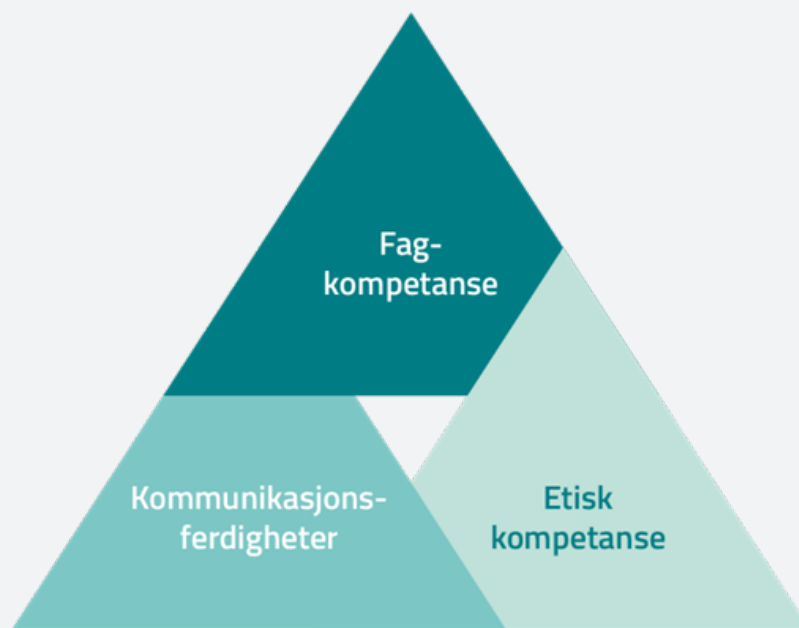 Fag-
kompetanse
Kommunikasjons-
ferdigheter
Etisk
kompetanse